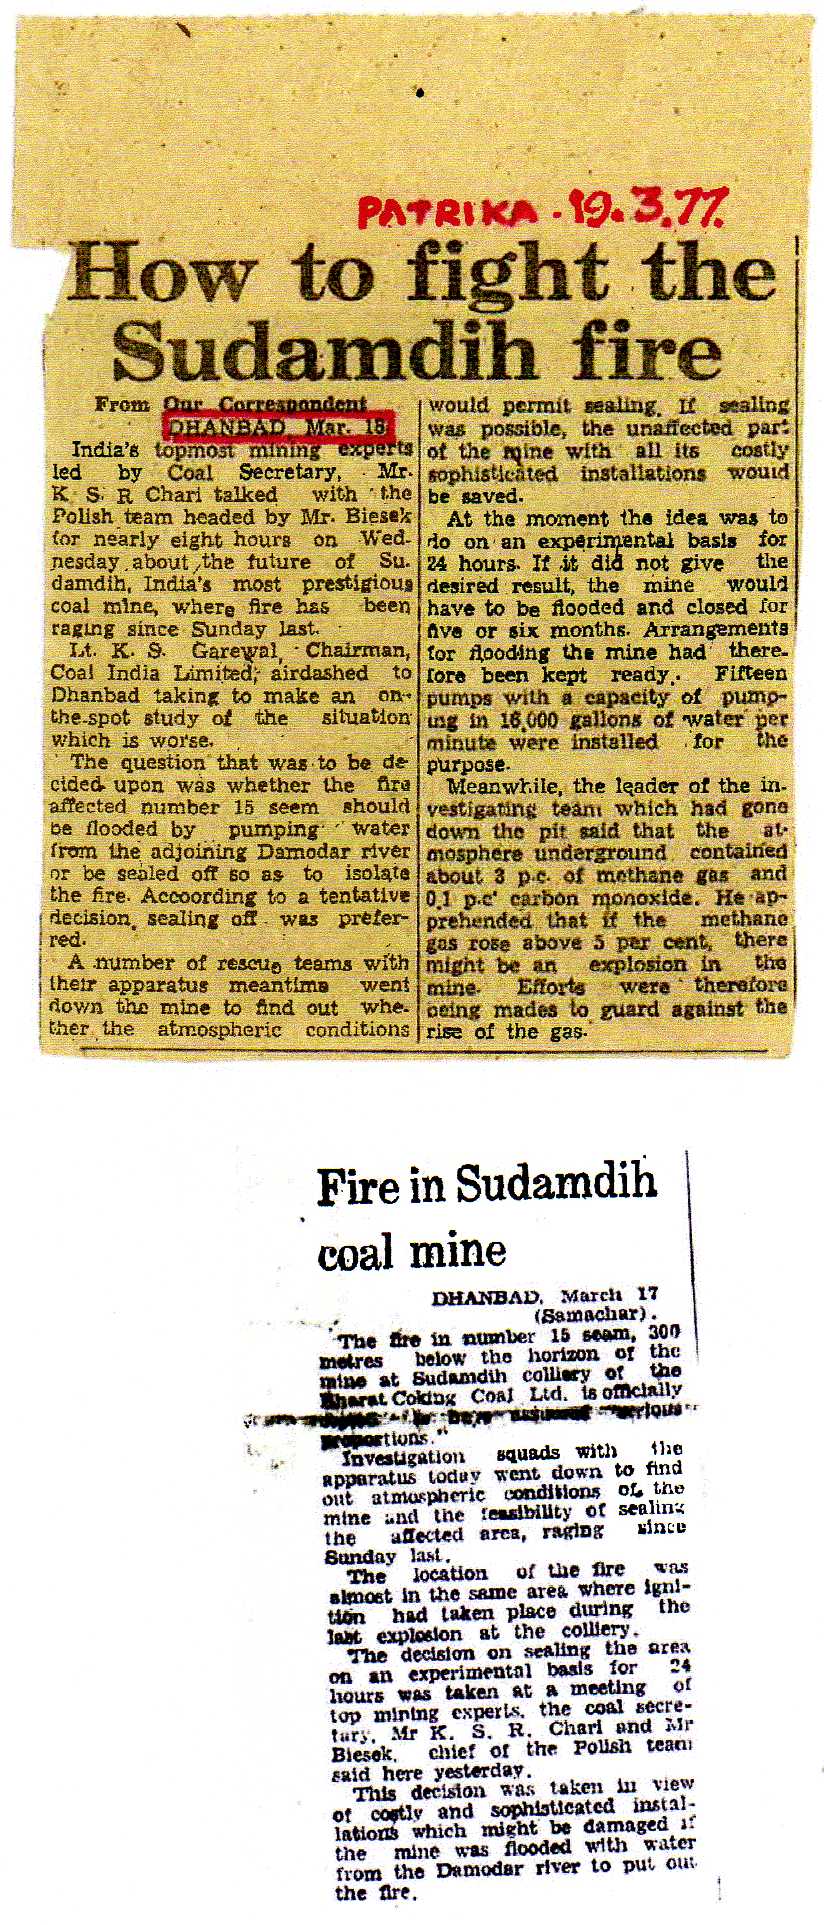 PATRIKA - 19.3.77.
How to fight the
Sudamdih fire
From Our Correspondent
DHANBAD, Mar. 18
India's topmost mining experts
led by Coal Secretary, Mr.
K. S. R Chari talked with the
Polish team headed by Mr. Biesek
for nearly eight hours on Wed-
nesday about the future of Su-
damdih, India's most prestigious
coal mine, where fire has been
raging since Sunday last.
Lt. K. S. Garewal, Chairman,
Coal India Limited, airdashed to
Dhanbad taking to make an on-
the-spot study of the situation
which is worse.
The question that was to be de-
cided upon was whether the fire
affected number 15 seem should
be flooded by pumping water
from the adjoining Damodar river
or be sealed off so as to isolate
the fire. Accoording to a tentative
decision, sealing off was prefer-
red.
A number of rescue teams with
their apparatus meantime went
down the mine to find out whe-
ther the atmospheric conditions
would permit sealing. If sealing
was possible, the unaffected part
of the mine with all its costly
sophisticated installations would
be saved.
At the moment the idea was to
do on an experimental basis for
24 hours. If it did not give the
desired result, the mine would
have to be flooded and closed for
five or six months. Arrangements
for flooding the mine had there-
fore been kept ready. Fifteen
pumps with a capacity of pump-
ing in 16,000 gallons of water per
minute were installed for the
purpose.
Meanwhile, the leader of the in-
vestigating team which had gone
down the pit said that the at-
mosphere underground contained
about 3 p.c. of methane gas and
0.1 p.c' carbon monoxide. He ap-
prehended that if the methane
gas rose above 5 per cent, there
might be an explosion in the
mine. Efforts were therefore
being mades to guard against the
rise of the gas.
Fire in Sudamdih
coal mine
DHANBAD, March 17
(Samachar).
The fire in number 15 seam, 300
metres below the horizon of the
mine at Sudamdih colliery of the
Bharat Coking Coal Ltd. is officially
to have assumed "serious
proportions."
Investigation squads with the
apparatus today went down to find
out atmospheric conditions of the
mine and the feasibility of sealing
the affected area, raging since
Sunday last.
The location of the fire was
almost in the same area where igni-
tion had taken place during the
last explosion at the colliery.
The decision on sealing the area
on an experimental basis for 24
hours was taken at a meeting of
top mining experts, the coal secre-
tary, Mr K. S. R. Chari and Mr
Biesek, chief of the Polish team
said here yesterday.
This decision was taken in view
of costly and sophisticated instal-
lations which might be damaged if
the mine was flooded with water
from the Damodar river to put out
the fire.